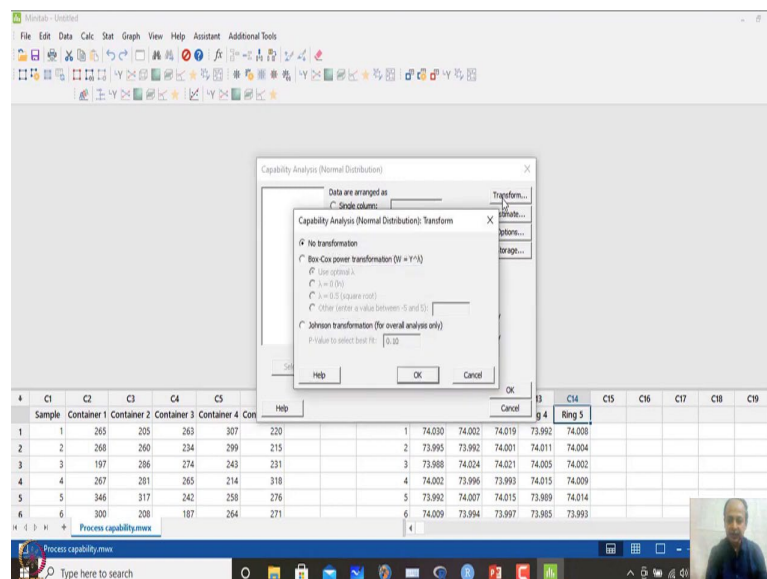 Minitab - Untitled
File Edit Data Calc Stat Graph View Help Assistant Additional Tools
Capability Analysis (Normal Distribution)
Data are arranged as
Single column:
Transform...
Estimate...
Options...
Storage...
Capability Analysis (Normal Distribution): Transform
No transformation
Box-Cox power transformation (W = Y^λ)
Use optimal λ
λ = 0 (ln)
λ = 0.5 (square root)
Other (enter a value between -5 and 5):
Johnson transformation (for overall analysis only)
P-Value to select best fit: 0.10
Help OK Cancel
Sel
OK
Help Cancel
C1 C2 C3 C4 C5 13 C14 C15 C16 C17 C18 C19
Sample Container 1 Container 2 Container 3 Container 4 Con g 4 Ring 5
1 1 265 205 263 307 220 1 74.030 74.002 74.019 73.992 74.008
2 2 268 260 234 299 215 2 73.995 73.992 74.001 74.011 74.004
3 3 197 286 274 243 231 3 73.988 74.024 74.021 74.005 74.002
4 4 267 281 265 214 318 4 74.002 73.996 73.993 74.015 74.009
5 5 346 317 242 258 276 5 73.992 74.007 74.015 73.989 74.014
6 6 300 208 187 264 271 6 74.009 73.994 73.997 73.985 73.993
Process capability.mwx
Process capability.mwx
Type here to search